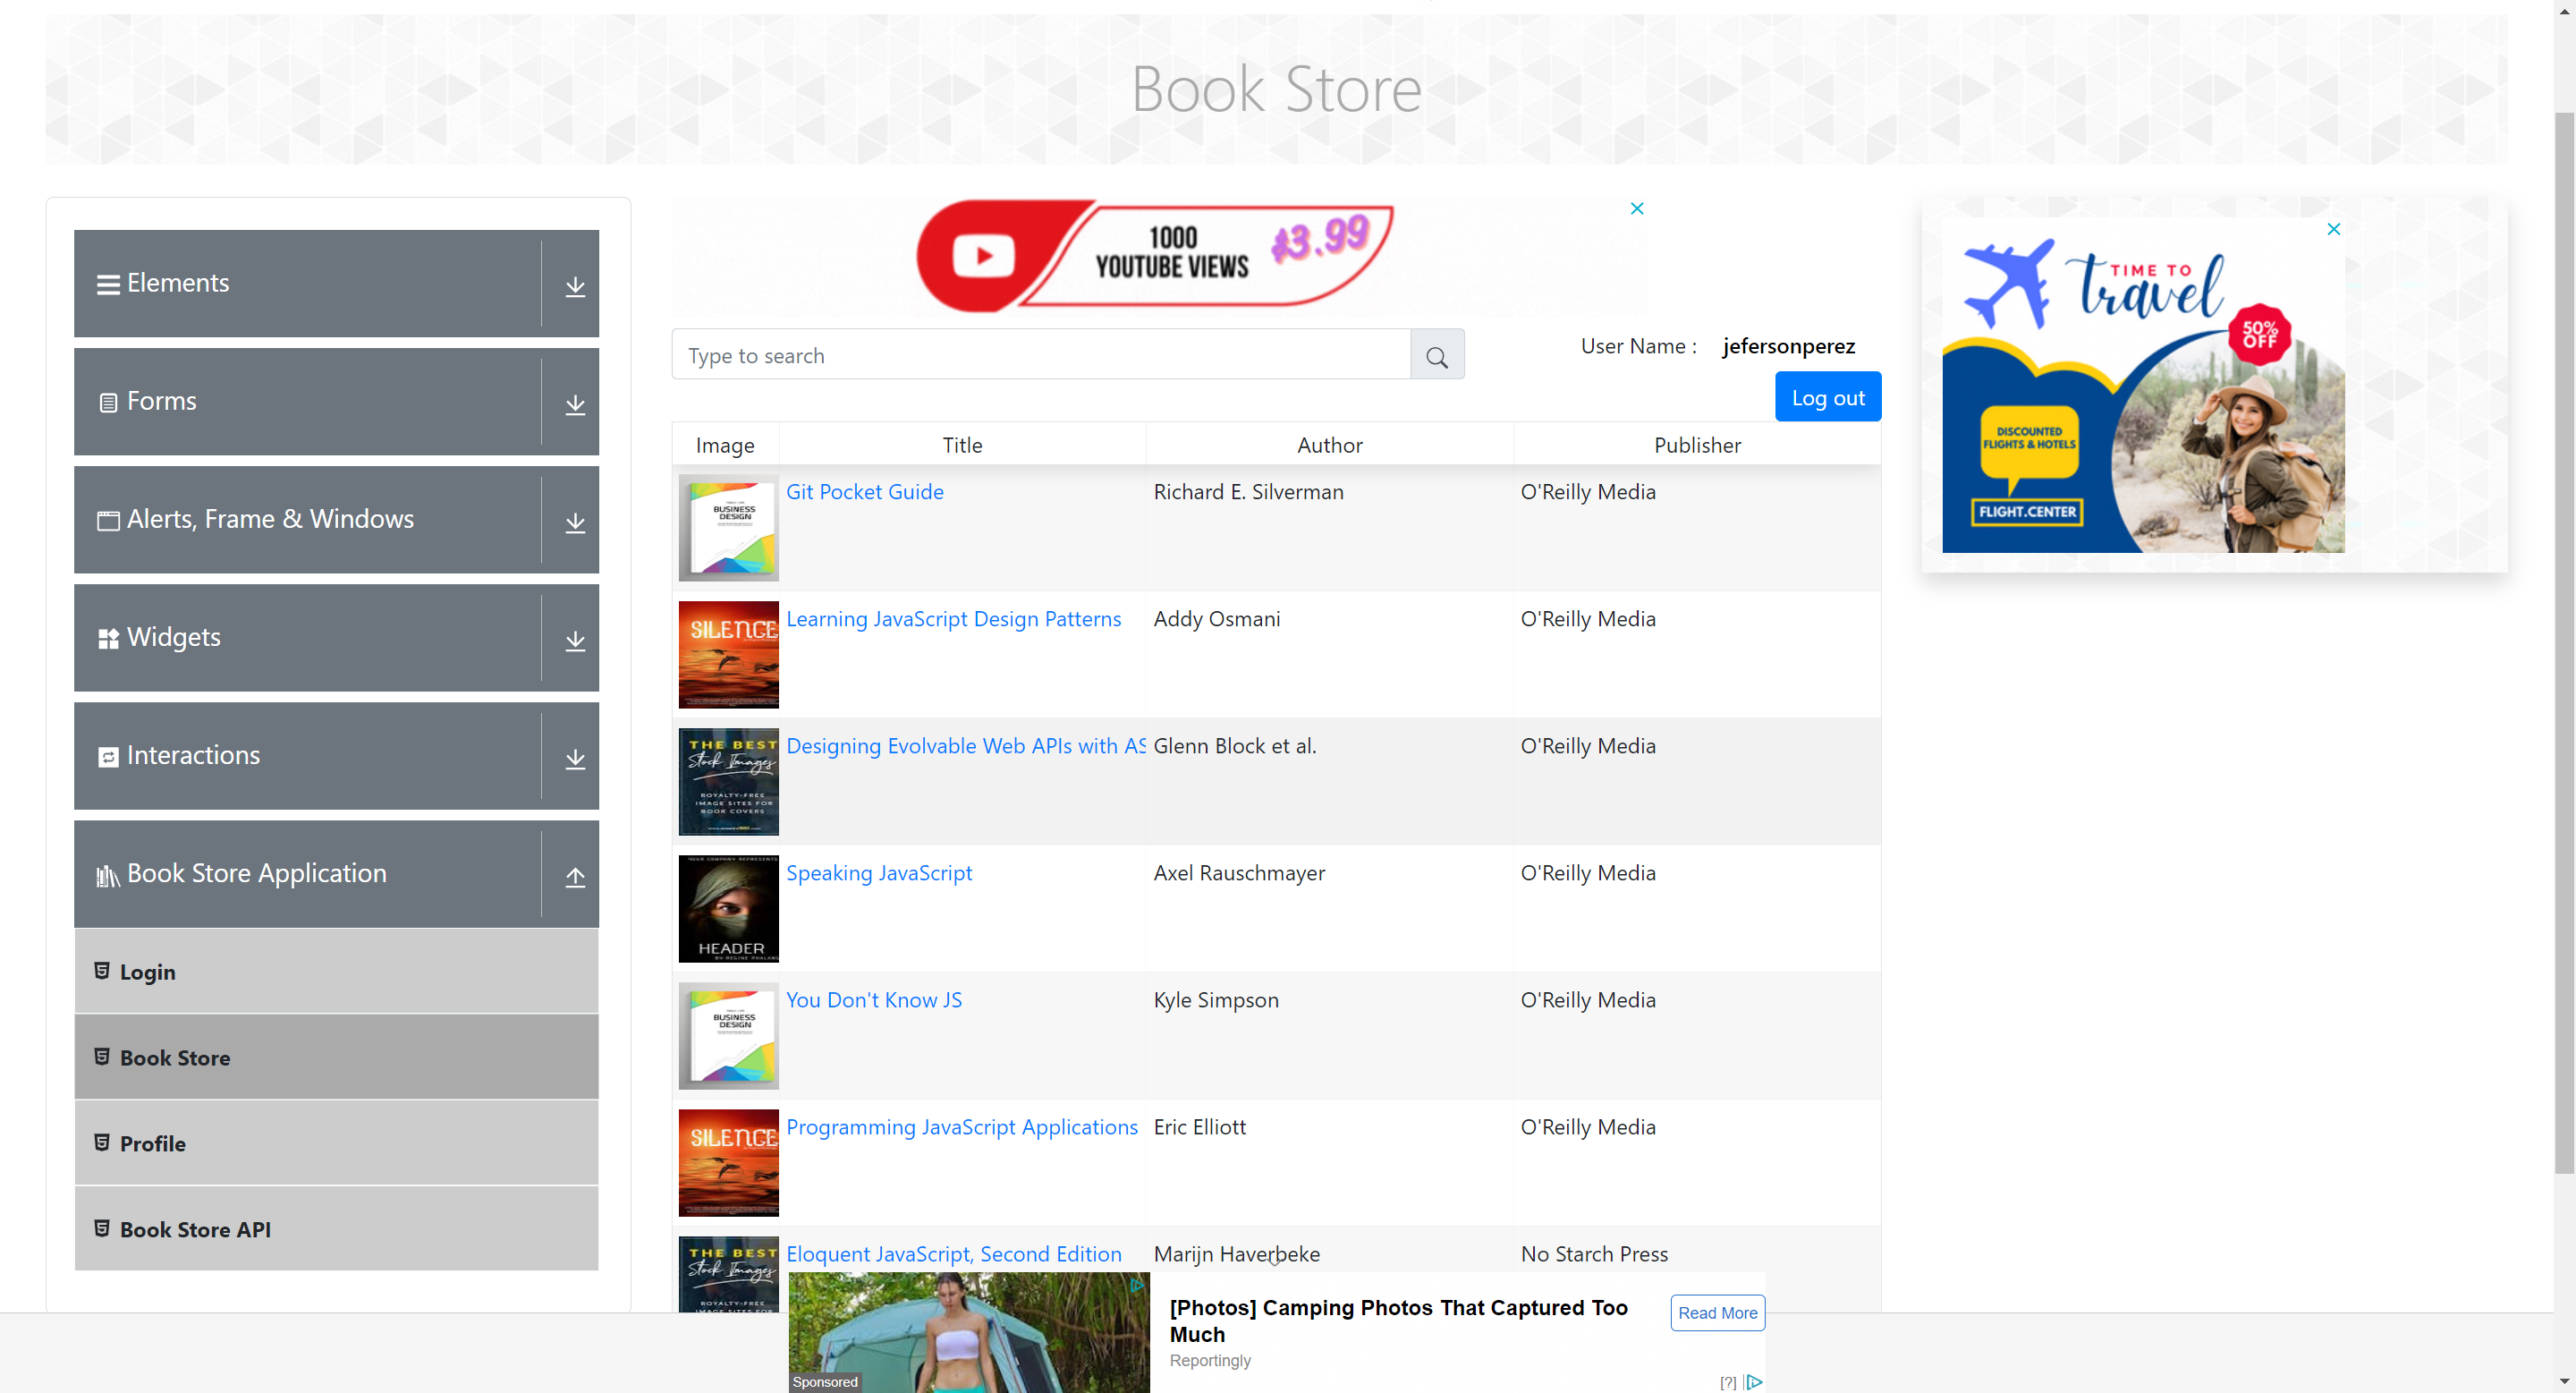 Book Store
Elements
Forms
Alerts, Frame & Windows
Widgets
Interactions
Book Store Application
Login
Book Store
Profile
Book Store API
1000
YOUTUBE VIEWS
$3.99
Type to search
User Name : jefersonperez
Log out
Image Title Author Publisher
BUSINESS
DESIGN
Git Pocket Guide Richard E. Silverman O'Reilly Media
SILENCE
Learning JavaScript Design Patterns Addy Osmani O'Reilly Media
THE BEST
Stock Images
ROYALTY-FREE
IMAGE SITES FOR
BOOK COVERS
Designing Evolvable Web APIs with AS Glenn Block et al. O'Reilly Media
YOUR COMPANY REPRESENTS
HEADER
Speaking JavaScript Axel Rauschmayer O'Reilly Media
BUSINESS
DESIGN
You Don't Know JS Kyle Simpson O'Reilly Media
SILENCE
Programming JavaScript Applications Eric Elliott O'Reilly Media
THE BEST
Stock Images
ROYALTY-FREE
Eloquent JavaScript, Second Edition Marijn Haverbeke No Starch Press
TIME TO
travel
50%
OFF
DISCOUNTED
FLIGHTS & HOTELS
FLIGHT.CENTER
[Photos] Camping Photos That Captured Too
Much
Reportingly
Read More
Sponsored
[?]